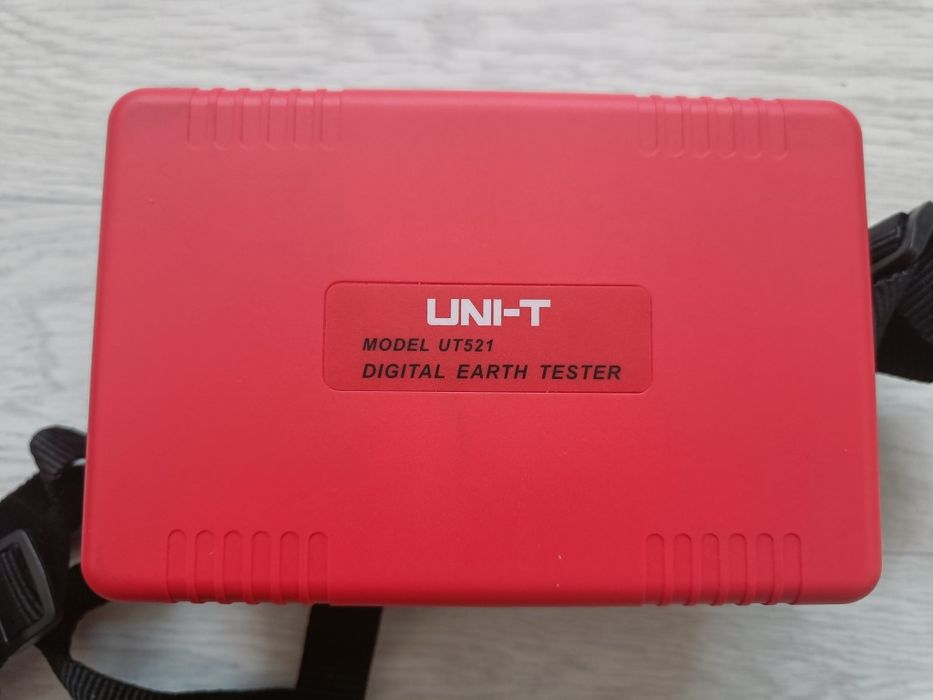 UNI-T
MODEL UT521
DIGITAL EARTH TESTER